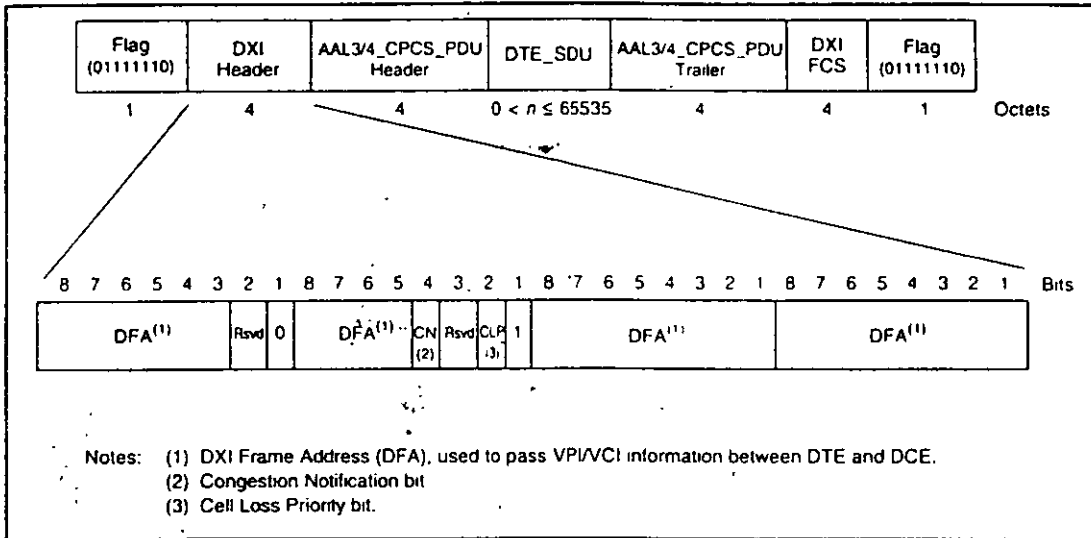 Flag (01111110) DXI Header AAL3/4_CPCS_PDU Header DTE_SDU AAL3/4_CPCS_PDU Trailer DXI FCS Flag (01111110)
1 4 4 0 < n ≤ 65535 4 4 1 Octets
8 7 6 5 4 3 2 1 8 7 6 5 4 3 2 1 8 7 6 5 4 3 2 1 8 7 6 5 4 3 2 1 Bits
DFA(1) Rsvd 0 DFA(1) CN (2) Rsvd CLP (3) 1 DFA(1) DFA(1)
Notes: (1) DXI Frame Address (DFA), used to pass VPI/VCI information between DTE and DCE.
(2) Congestion Notification bit
(3) Cell Loss Priority bit.